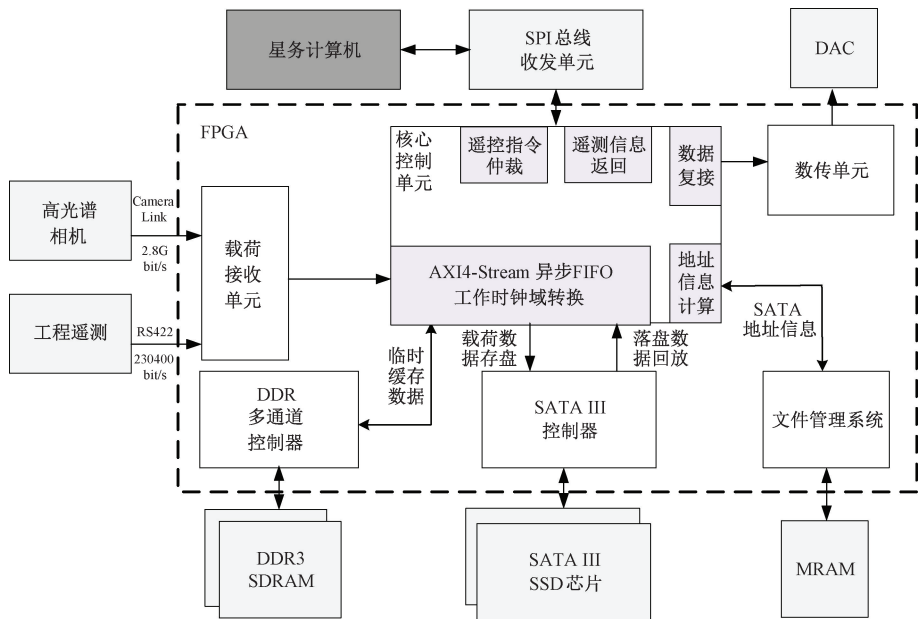 星务计算机
SPI总线
收发单元
DAC
FPGA
核心
控制
单元
遥控指令
仲裁
遥测信息
返回
数据
复接
数传单元
高光谱
相机
Camera
Link
2.8G
bit/s
载荷
接收
单元
AXI4-Stream 异步FIFO
工作时钟域转换
地址
信息
计算
SATA
地址信息
工程遥测
RS422
230400
bit/s
临时
缓存
数据
载荷数
据存盘
落盘数
据回放
DDR
多通道
控制器
SATA III
控制器
文件管理系统
DDR3
SDRAM
SATA III
SSD芯片
MRAM